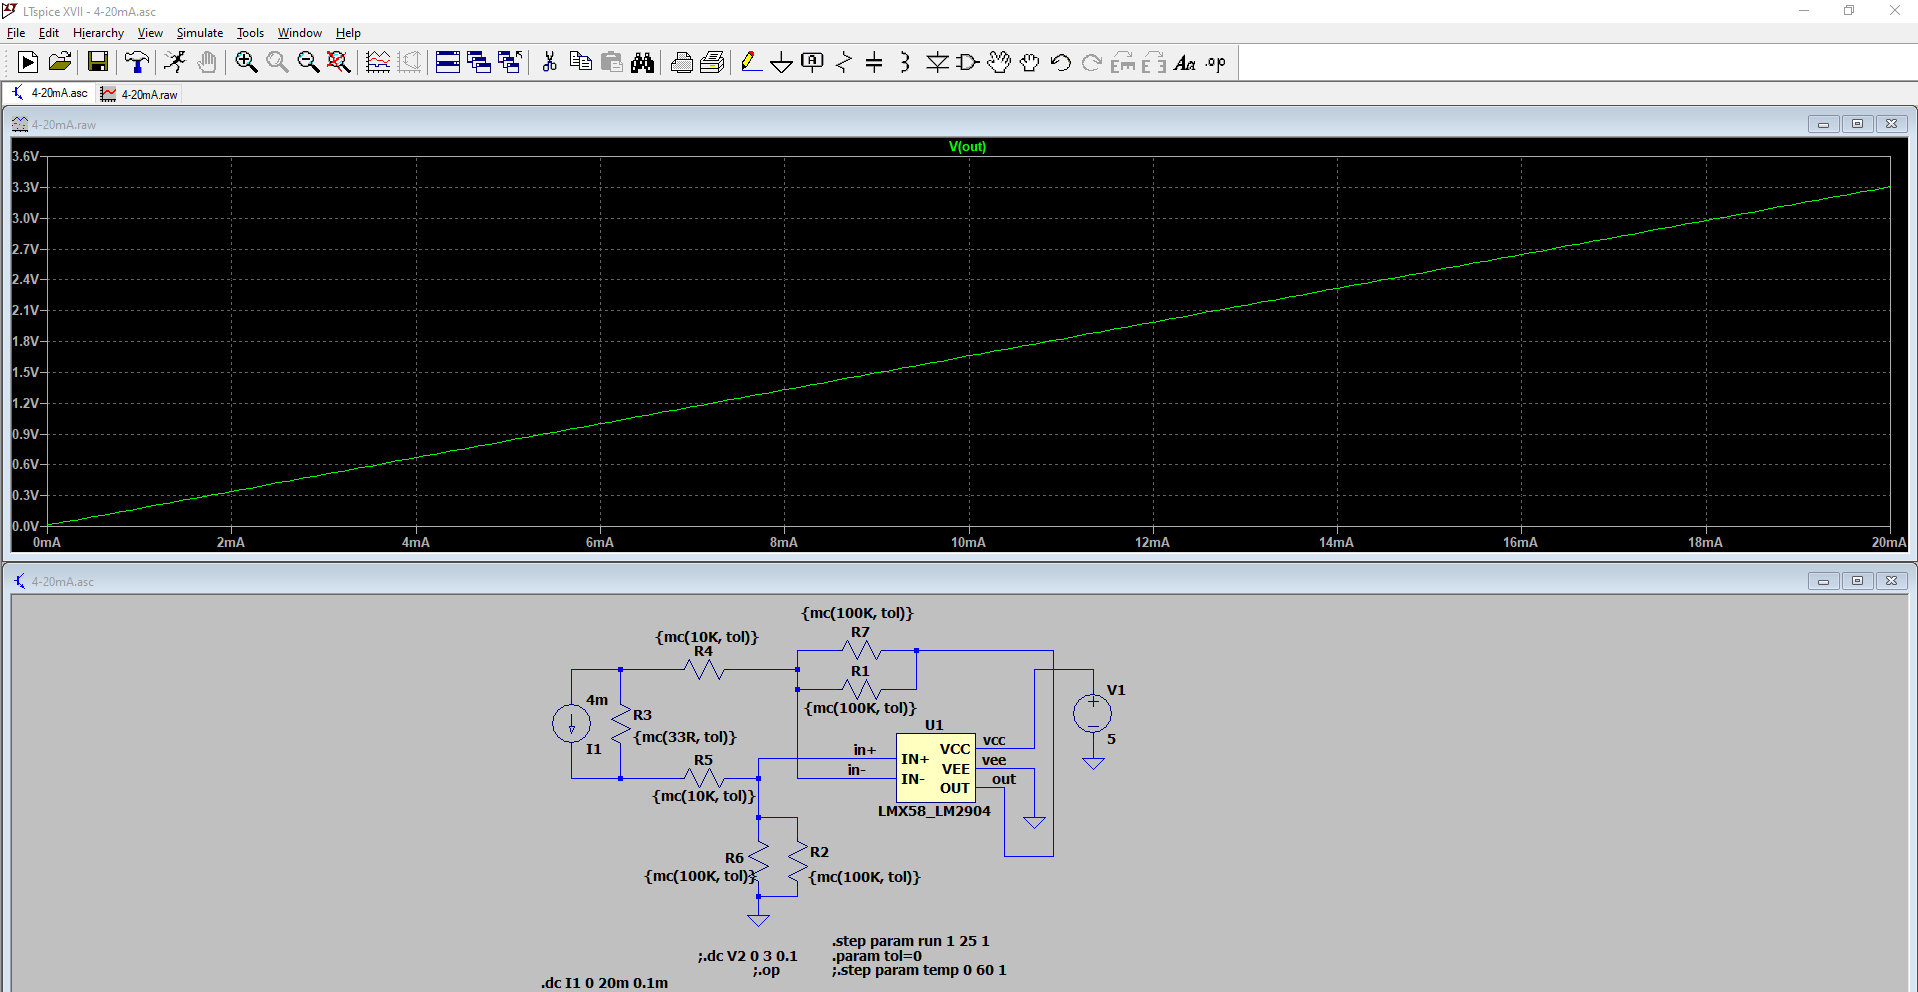 LTspice XVII - 4-20mA.asc
File Edit Hierarchy View Simulate Tools Window Help
4-20mA.asc 4-20mA.raw
4-20mA.raw
V(out)
3.6V
3.3V
3.0V
2.7V
2.4V
2.1V
1.8V
1.5V
1.2V
0.9V
0.6V
0.3V
0.0V
0mA 2mA 4mA 6mA 8mA 10mA 12mA 14mA 16mA 18mA 20mA
4-20mA.asc
{mc(100K, tol)}
R7
{mc(10K, tol)}
R4
R1
{mc(100K, tol)}
4m
I1
R3
{mc(33R, tol)}
R5
{mc(10K, tol)}
V1
5
U1
in+
in-
IN+ VCC
IN- VEE
OUT
vcc
vee
out
LMX58_LM2904
R6
{mc(100K, tol)}
R2
{mc(100K, tol)}
.step param run 1 25 1
;.dc V2 0 3 0.1 .param tol=0
;.op ;.step param temp 0 60 1
.dc I1 0 20m 0.1m